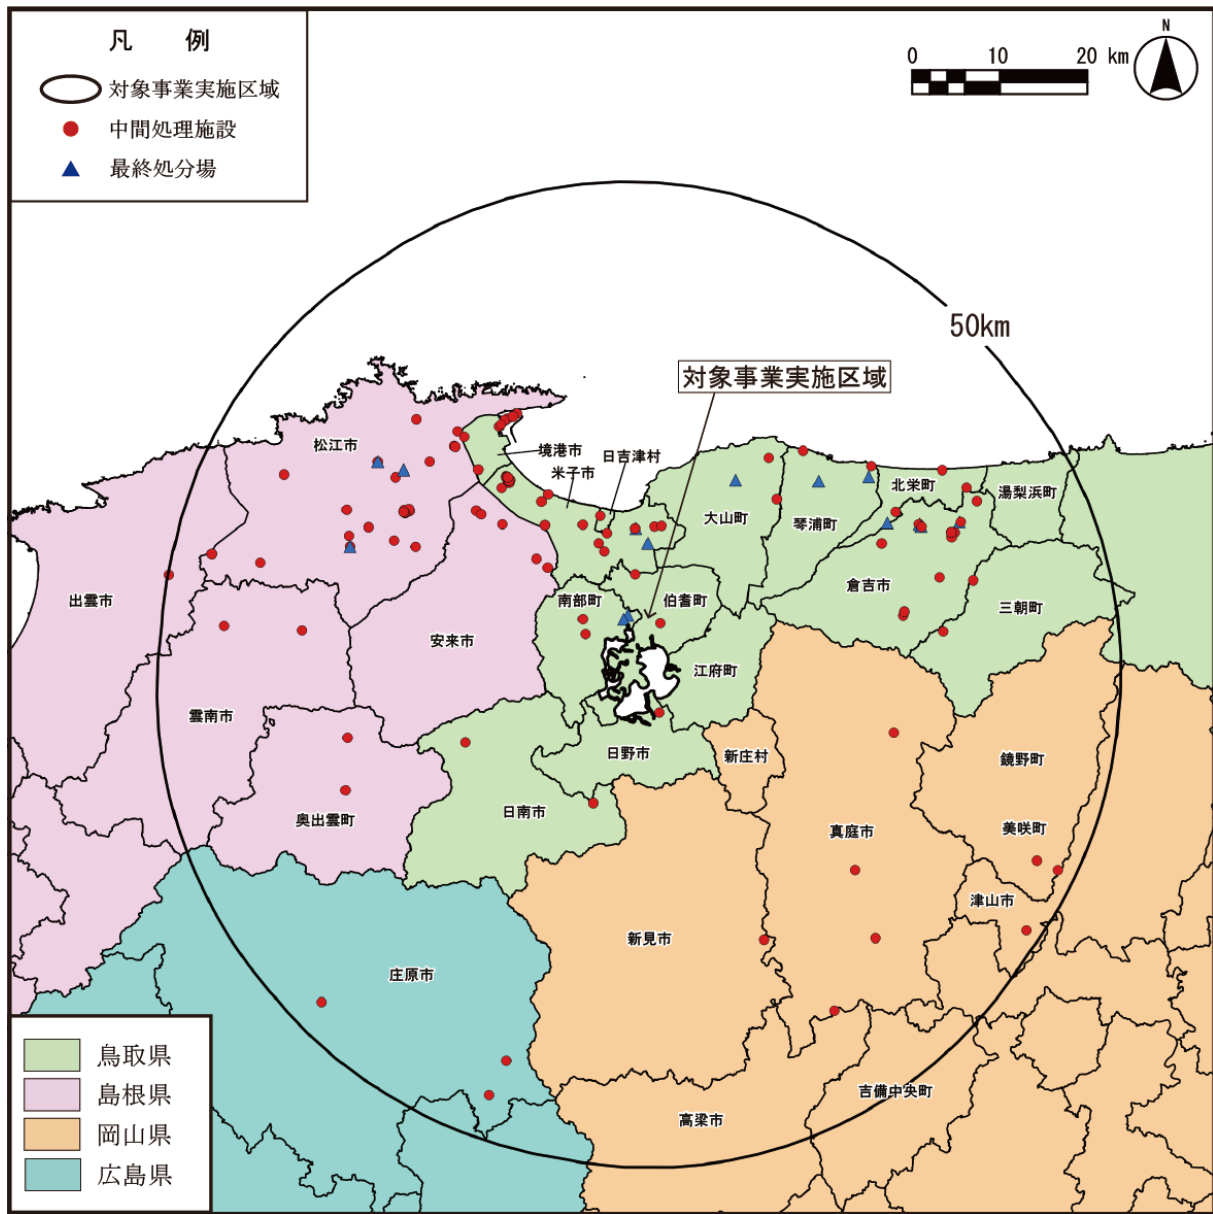 凡　例
対象事業実施区域
中間処理施設
最終処分場
0 10 20 km
N
50km
対象事業実施区域
松江市
境港市
日吉津村
米子市
大山町
琴浦町
北栄町
湯梨浜町
出雲市
南部町
伯耆町
倉吉市
三朝町
安来市
江府町
雲南市
日野市
新庄村
鏡野町
奥出雲町
日南市
真庭市
美咲町
津山市
新見市
庄原市
吉備中央町
高梁市
鳥取県
島根県
岡山県
広島県